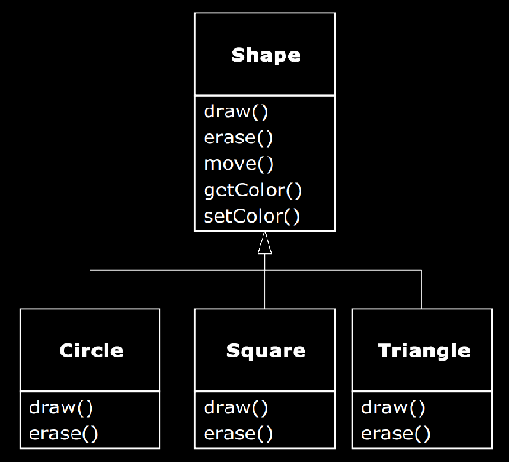 Shape
draw()
erase()
move()
getColor()
setColor()
Circle
draw()
erase()
Square
draw()
erase()
Triangle
draw()
erase()